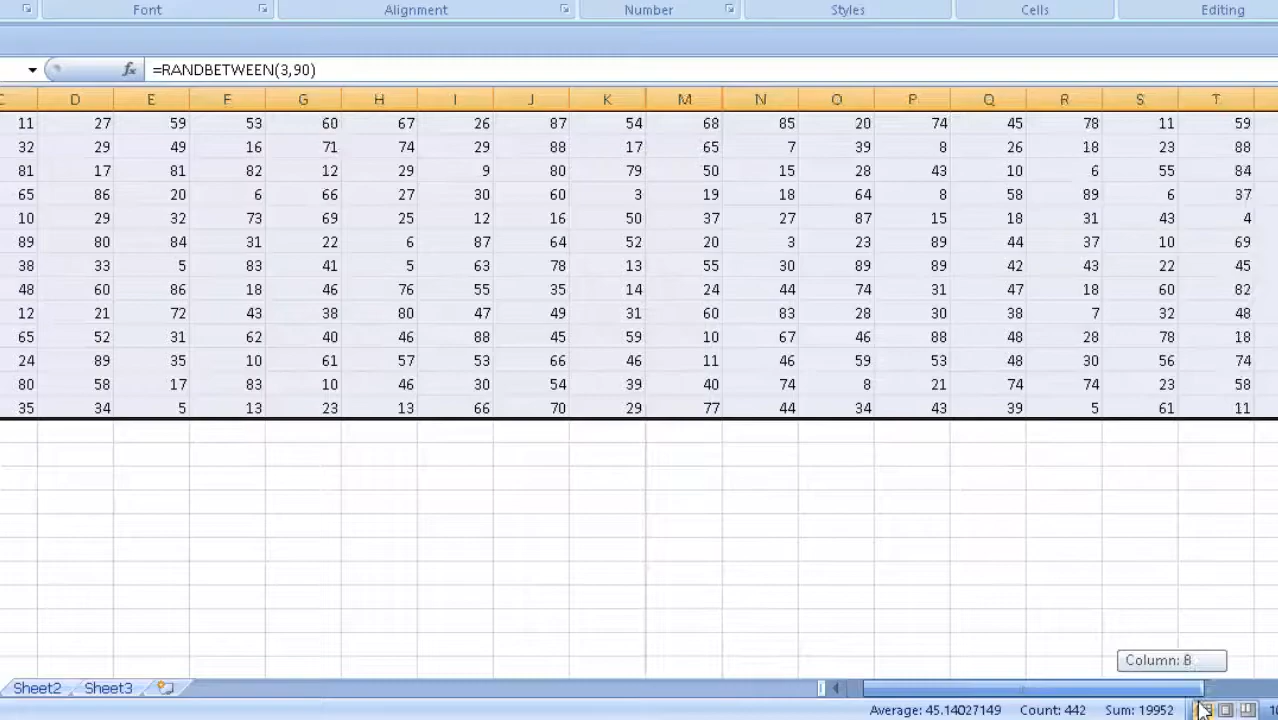 Font Alignment Number Styles Cells Editing
=RANDBETWEEN(3,90)
C D E F G H I J K M N O P Q R S T
11 27 59 53 60 67 26 87 54 68 85 20 74 45 78 11 59
32 29 49 16 71 74 29 88 17 65 7 39 8 26 18 23 88
81 17 81 82 12 29 9 80 79 50 15 28 43 10 6 55 84
65 86 20 6 66 27 30 60 3 19 18 64 8 58 89 6 37
10 29 32 73 69 25 12 16 50 37 27 87 15 18 31 43 4
89 80 84 31 22 6 87 64 52 20 3 23 89 44 37 10 69
38 33 5 83 41 5 63 78 13 55 30 89 89 42 43 22 45
48 60 86 18 46 76 55 35 14 24 44 74 31 47 18 60 82
12 21 72 43 38 80 47 49 31 60 83 28 30 38 7 32 48
65 52 31 62 40 46 88 45 59 10 67 46 88 48 28 78 18
24 89 35 10 61 57 53 66 46 11 46 59 53 48 30 56 74
80 58 17 83 10 46 30 54 39 40 74 8 21 74 74 23 58
35 34 5 13 23 13 66 70 29 77 44 34 43 39 5 61 11
Column: B
Sheet2 Sheet3
Average: 45.14027149 Count: 442 Sum: 19952